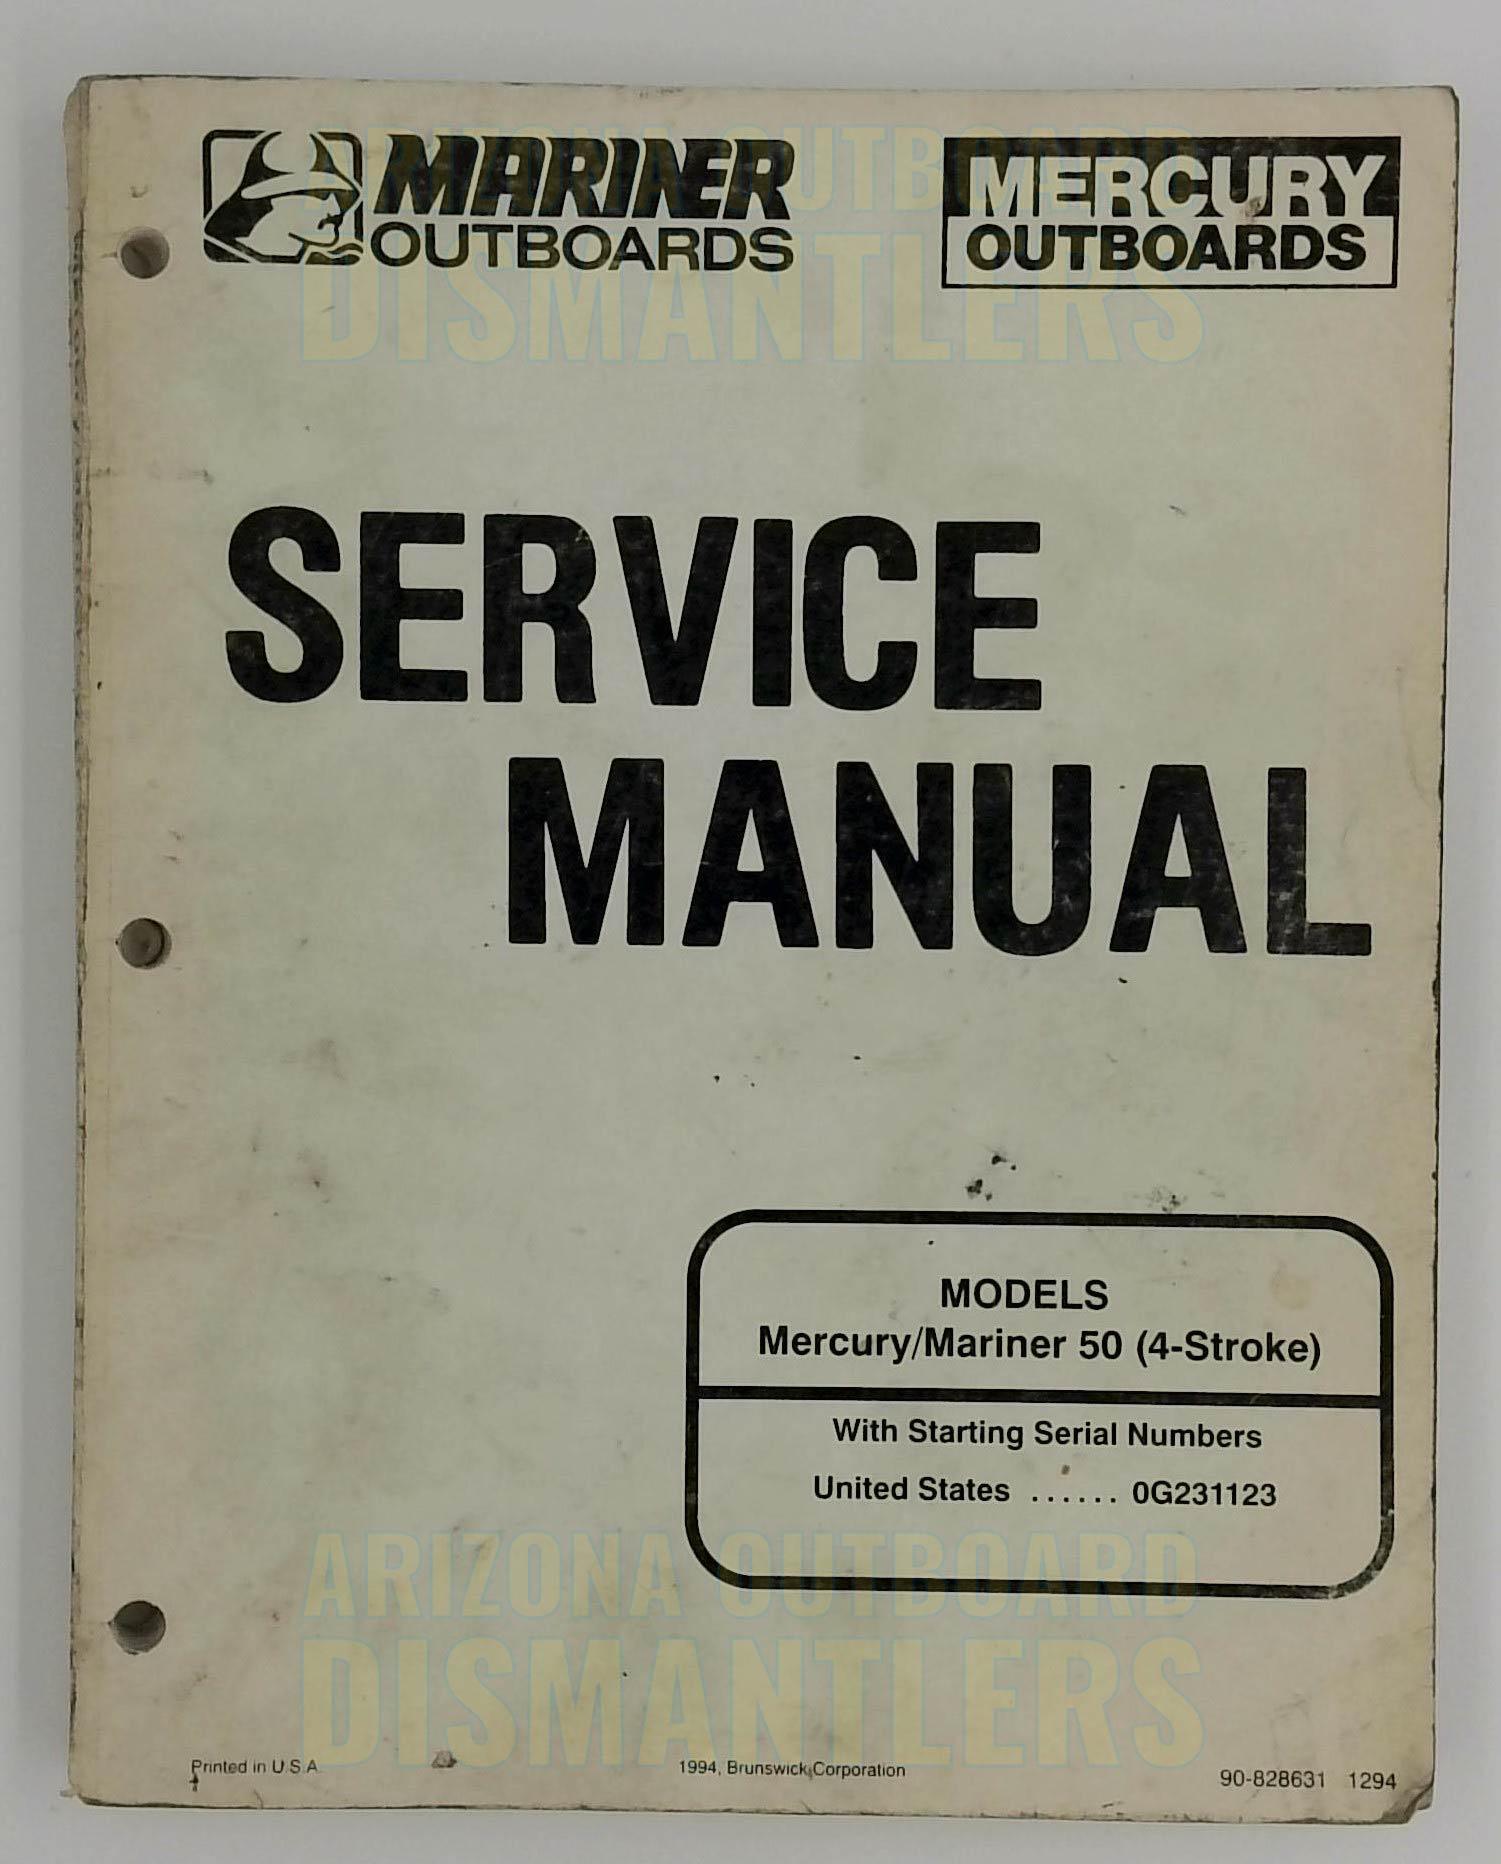 MARINER
OUTBOARDS
MERCURY
OUTBOARDS
ARIZONA OUTBOARD
DISMANTLERS
SERVICE
MANUAL
MODELS
Mercury/Mariner 50 (4-Stroke)
With Starting Serial Numbers
United States ...... 0G231123
ARIZONA OUTBOARD
DISMANTLERS
Printed in U.S.A.
1994, Brunswick Corporation
90-828631 1294